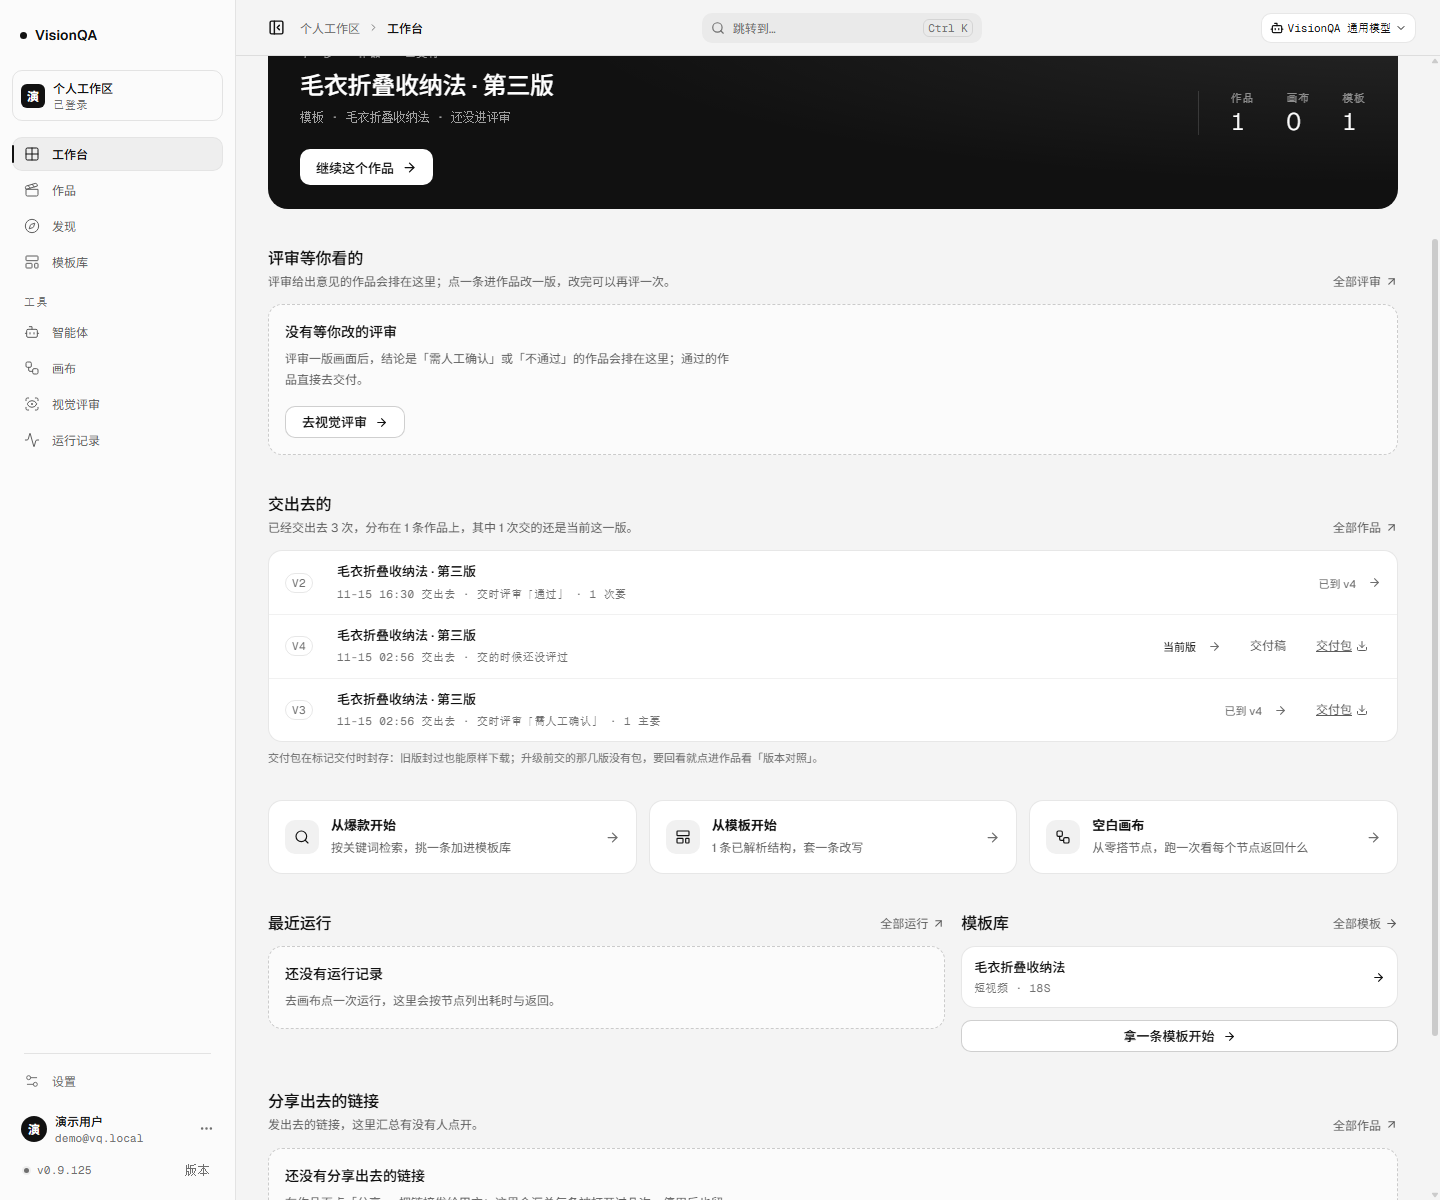 VisionQA
演
个人工作区
已登录
工作台
作品
发现
模板库
工具
智能体
画布
视觉评审
运行记录
设置
演
演示用户
demo@vq.local
v0.9.125
版本
个人工作区
工作台
跳转到…
Ctrl K
VisionQA 通用模型
毛衣折叠收纳法 · 第三版
模板 · 毛衣折叠收纳法 · 还没进评审
继续这个作品
作品 画布 模板
1 0 1
评审等你看的
评审给出意见的作品会排在这里；点一条进作品改一版，改完可以再评一次。
全部评审
没有等你改的评审
评审一版画面后，结论是「需人工确认」或「不通过」的作品会排在这里；通过的作
品直接去交付。
去视觉评审
交出去的
已经交出去 3 次，分布在 1 条作品上，其中 1 次交的还是当前这一版。
全部作品
V2
毛衣折叠收纳法 · 第三版
11-15 16:30 交出去 · 交时评审「通过」 · 1 次要
已到 v4
V4
毛衣折叠收纳法 · 第三版
11-15 02:56 交出去 · 交的时候还没评过
当前版
交付稿
交付包
V3
毛衣折叠收纳法 · 第三版
11-15 02:56 交出去 · 交时评审「需人工确认」 · 1 主要
已到 v4
交付包
交付包在标记交付时封存：旧版封过也能原样下载；升级前交的那几版没有包，要回看就点进作品看「版本对照」。
从爆款开始
按关键词检索，挑一条加进模板库
从模板开始
1 条已解析结构，套一条改写
空白画布
从零搭节点，跑一次看每个节点返回什么
最近运行
全部运行
还没有运行记录
去画布点一次运行，这里会按节点列出耗时与返回。
模板库
全部模板
毛衣折叠收纳法
短视频 · 18S
拿一条模板开始
分享出去的链接
发出去的链接，这里汇总有没有人点开。
全部作品
还没有分享出去的链接